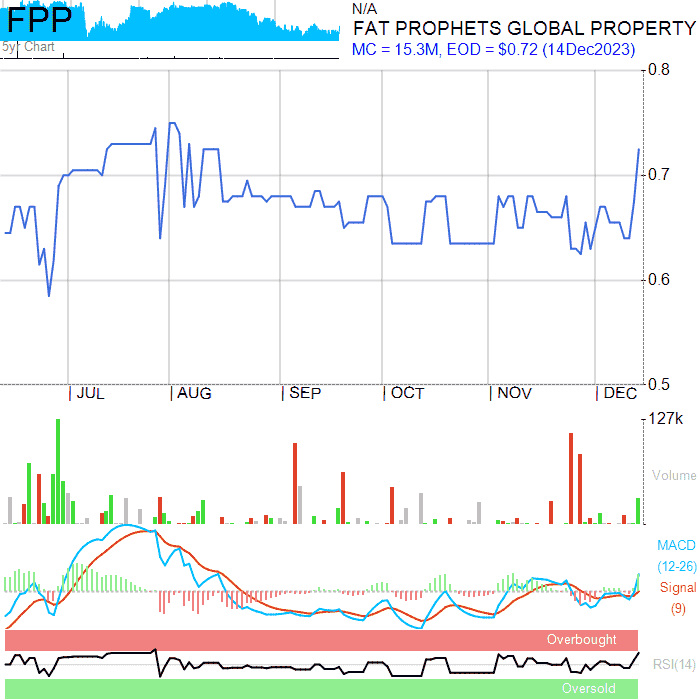 FPP
5yr Chart
N/A
FAT PROPHETS GLOBAL PROPERTY
MC = 15.3M, EOD = $0.72 (14Dec2023)
0.8
0.7
0.6
0.5
JUL
AUG
SEP
OCT
NOV
DEC
127k
Volume
MACD
(12-26)
Signal
(9)
Overbought
RSI(14)
Oversold